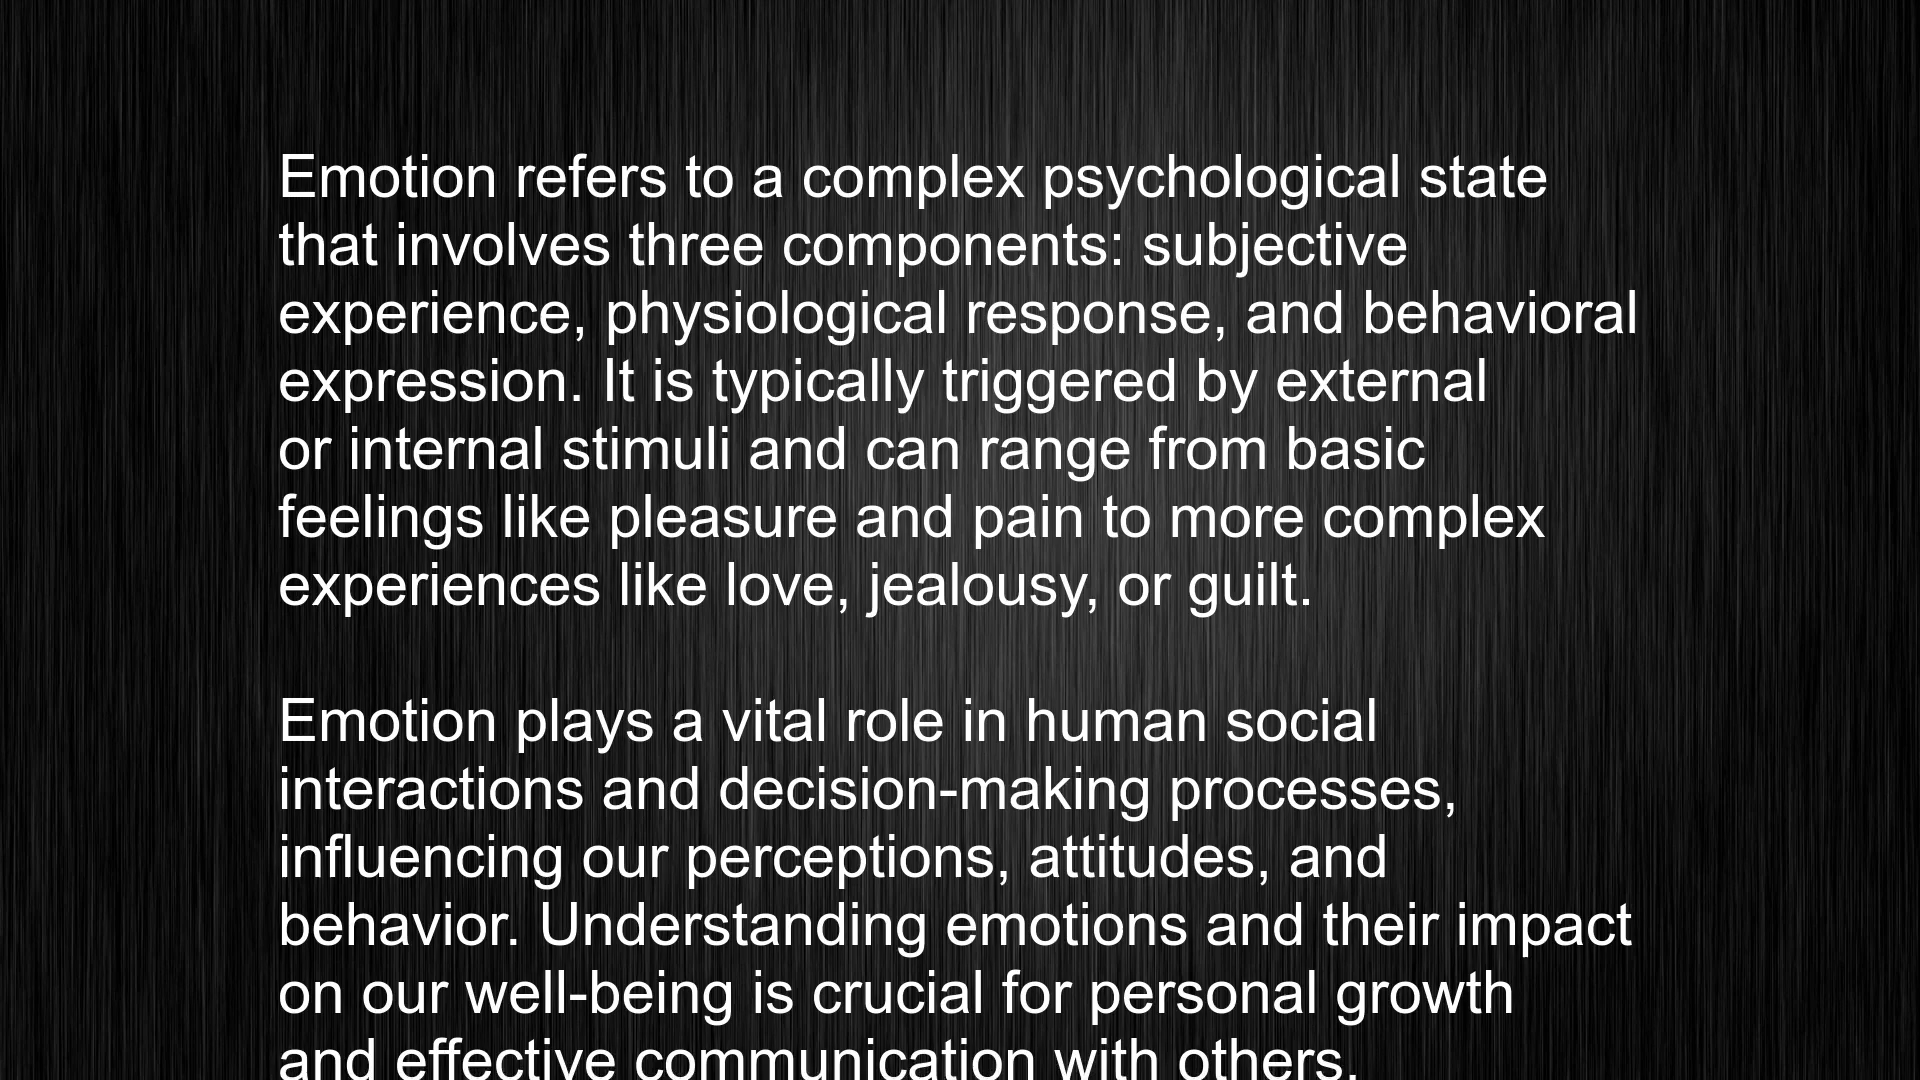 Emotion refers to a complex psychological state
that involves three components: subjective
experience, physiological response, and behavioral
expression. It is typically triggered by external
or internal stimuli and can range from basic
feelings like pleasure and pain to more complex
experiences like love, jealousy, or guilt.
Emotion plays a vital role in human social
interactions and decision-making processes,
influencing our perceptions, attitudes, and
behavior. Understanding emotions and their impact
on our well-being is crucial for personal growth
and effective communication with others.